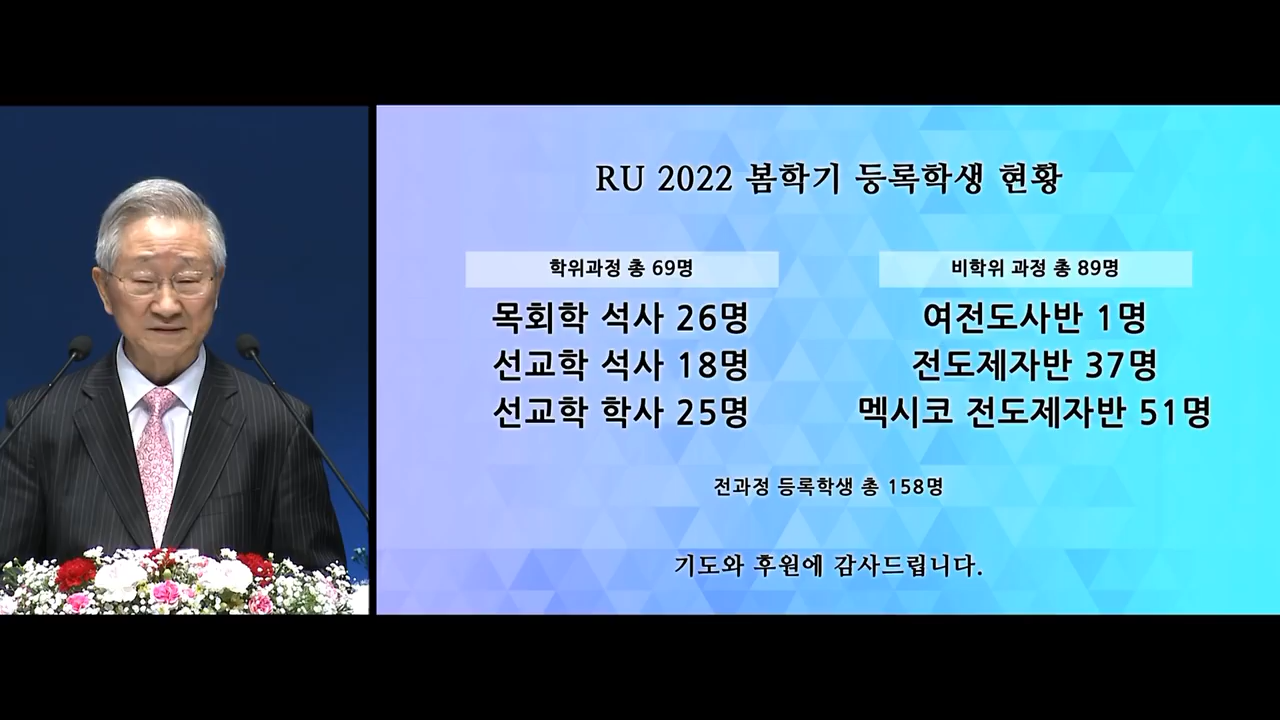 RU 2022 봄학기 등록학생 현황
학위과정 총 69명
목회학 석사 26명
선교학 석사 18명
선교학 학사 25명
비학위 과정 총 89명
여전도사반 1명
전도제자반 37명
멕시코 전도제자반 51명
전과정 등록학생 총 158명
기도와 후원에 감사드립니다.